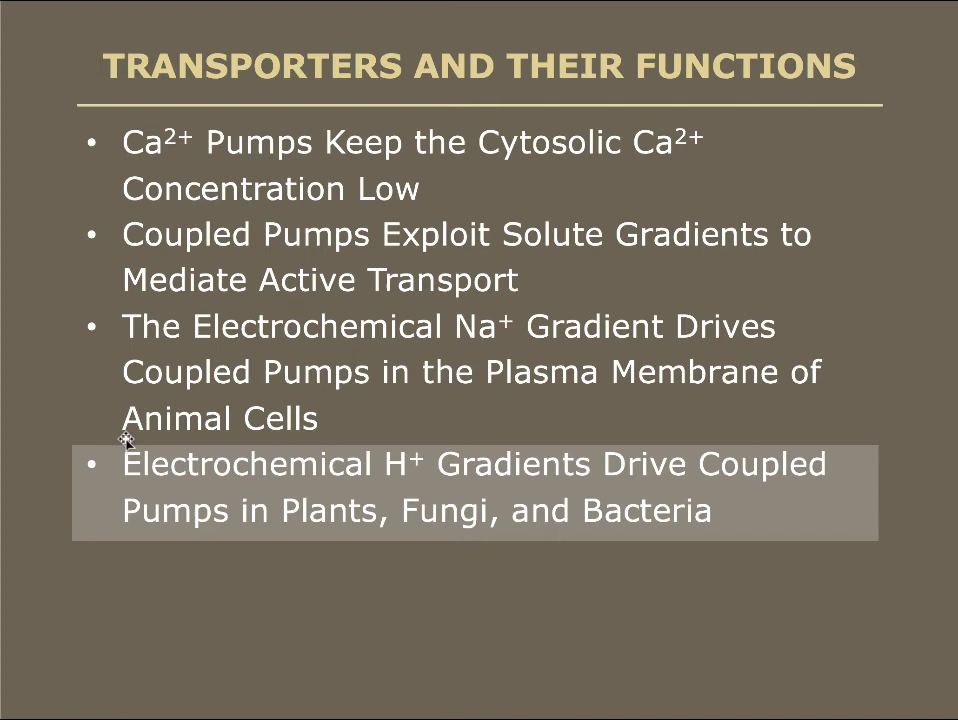 TRANSPORTERS AND THEIR FUNCTIONS
• Ca²⁺ Pumps Keep the Cytosolic Ca²⁺
Concentration Low
• Coupled Pumps Exploit Solute Gradients to
Mediate Active Transport
• The Electrochemical Na⁺ Gradient Drives
Coupled Pumps in the Plasma Membrane of
Animal Cells
• Electrochemical H⁺ Gradients Drive Coupled
Pumps in Plants, Fungi, and Bacteria